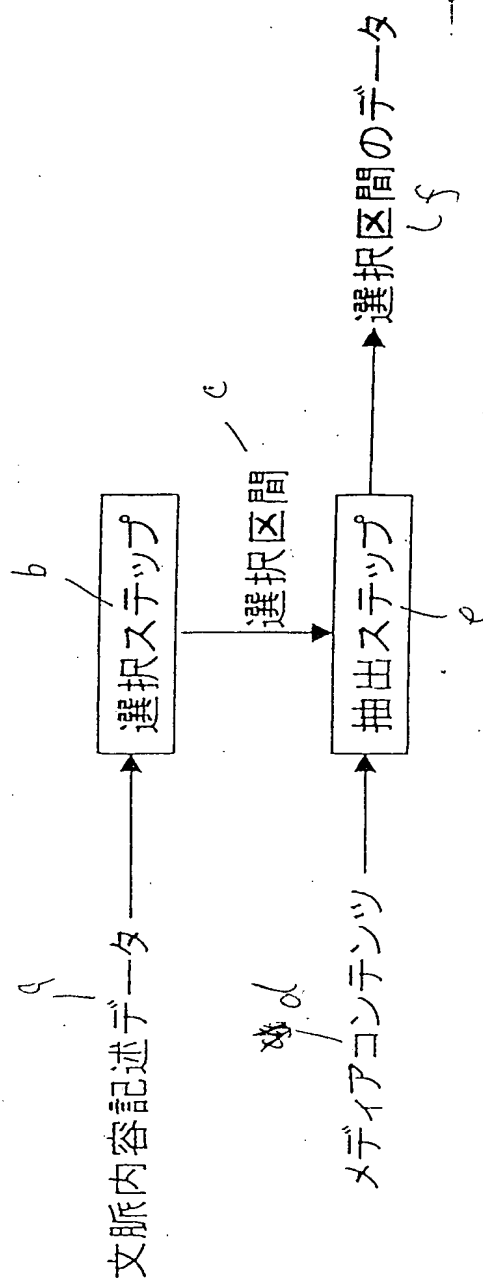 a
文脈内容記述データ
b
選択ステップ
c
選択区間
d
メディアコンテンツ
e
抽出ステップ
選択区間のデータ
f